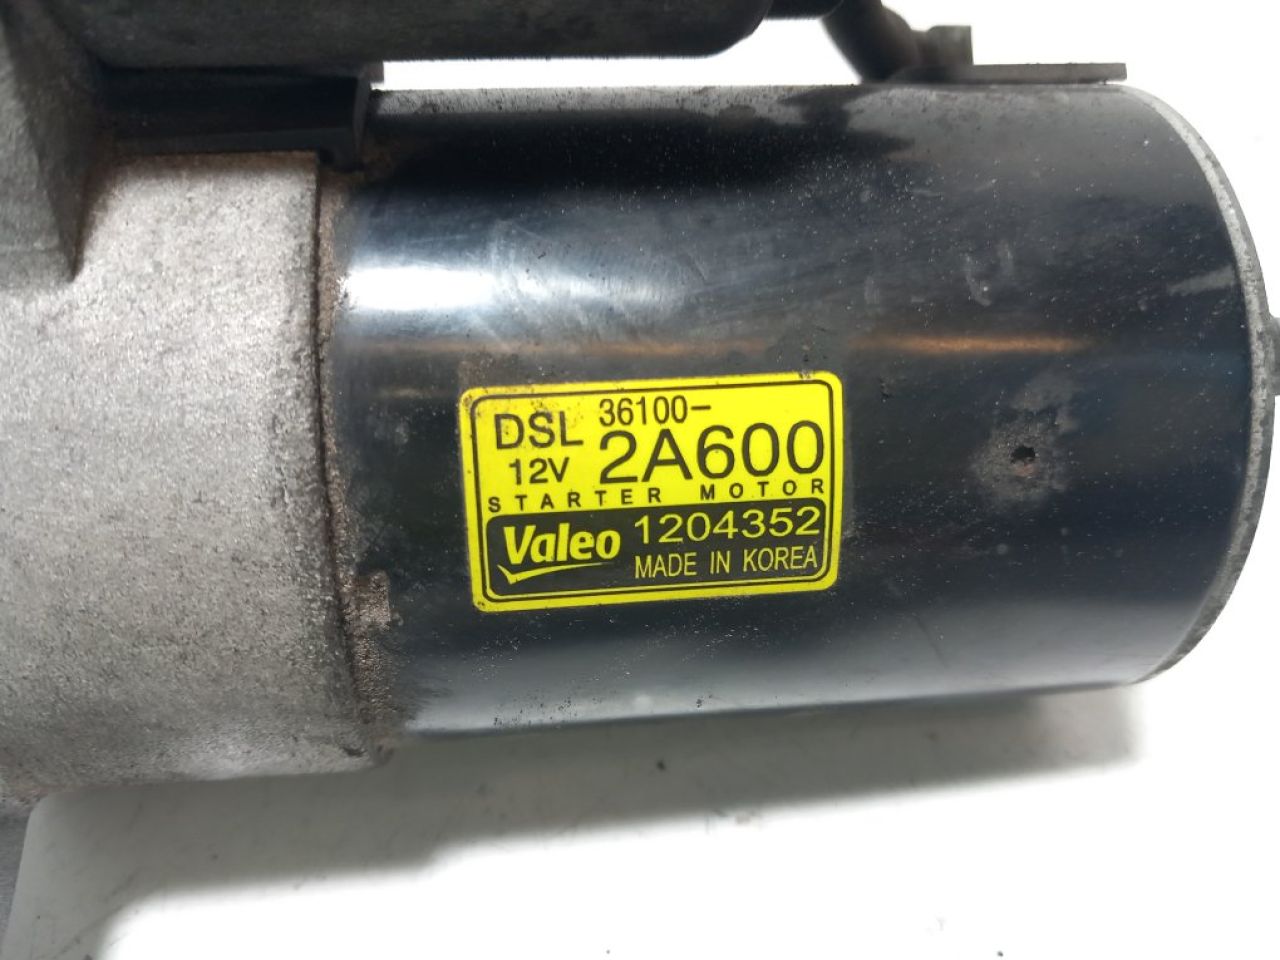 DSL 36100-
12V 2A600
STARTER MOTOR
Valeo 1204352
MADE IN KOREA